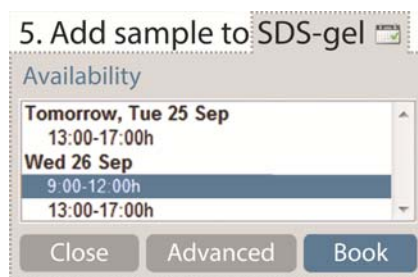 5. Add sample to SDS-gel
Availability
Tomorrow, Tue 25 Sep
13:00-17:00h
Wed 26 Sep
9:00-12:00h
13:00-17:00h
Close Advanced Book